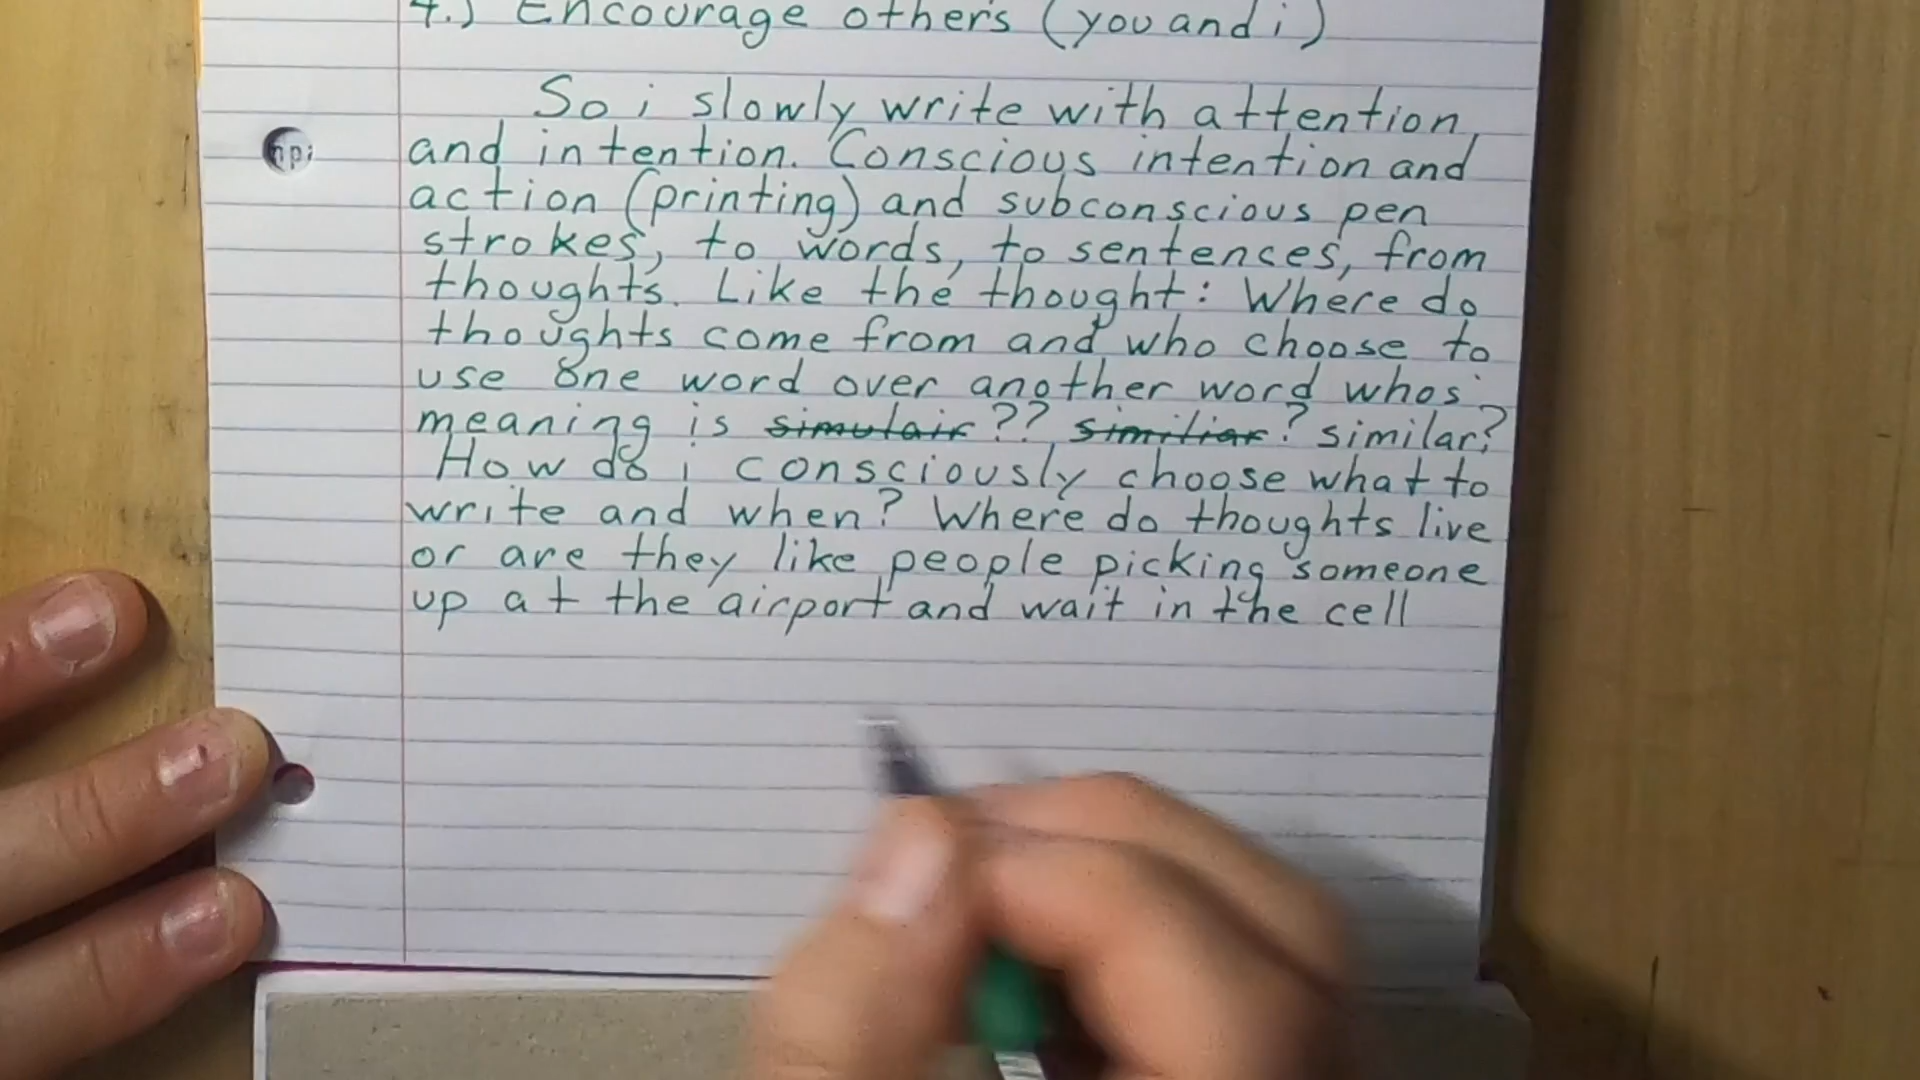 4.) Encourage others (you and i)
So i slowly write with attention,
and intention. Conscious intention and
action (printing) and subconscious pen
strokes, to words, to sentences, from
thoughts. Like the thought: Where do
thoughts come from and who choose to
use one word over another word whos'
meaning is simulair?? similiar? similar?
How do i consciously choose what to
write and when? Where do thoughts live
or are they like people picking someone
up at the airport and wait in the cell